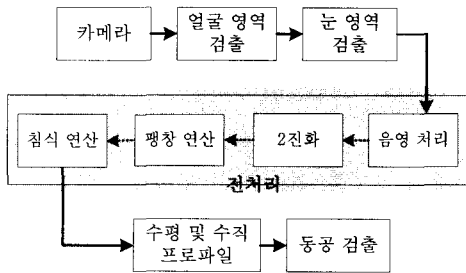 카메라
얼굴 영역
검출
눈 영역
검출
음영 처리
2진화
팽창 연산
침식 연산
전처리
수평 및 수직
프로파일
동공 검출